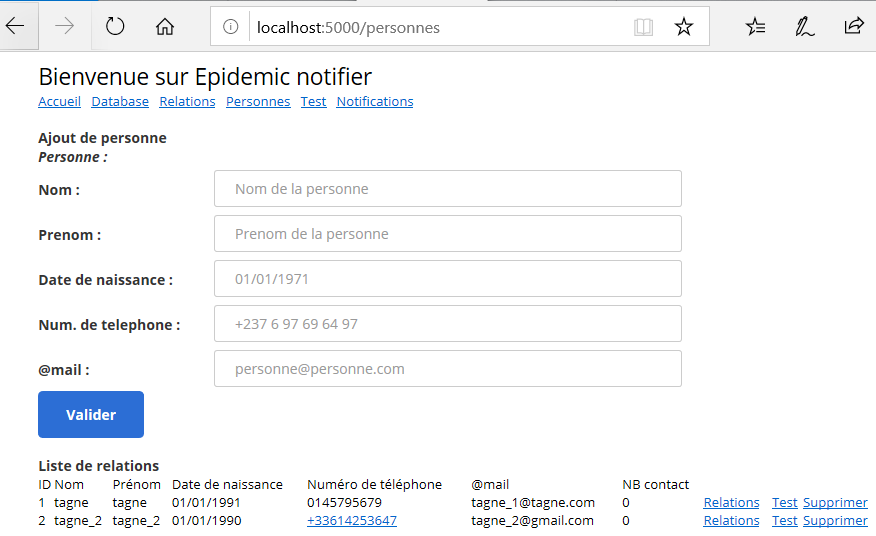 localhost:5000/personnes
Bienvenue sur Epidemic notifier
Accueil Database Relations Personnes Test Notifications
Ajout de personne
Personne :
Nom : Nom de la personne
Prenom : Prenom de la personne
Date de naissance : 01/01/1971
Num. de telephone : +237 6 97 69 64 97
@mail : personne@personne.com
Valider
Liste de relations
ID Nom Prénom Date de naissance Numéro de téléphone @mail NB contact
1 tagne tagne 01/01/1991 0145795679 tagne_1@tagne.com 0 Relations Test Supprimer
2 tagne_2 tagne_2 01/01/1990 +33614253647 tagne_2@gmail.com 0 Relations Test Supprimer